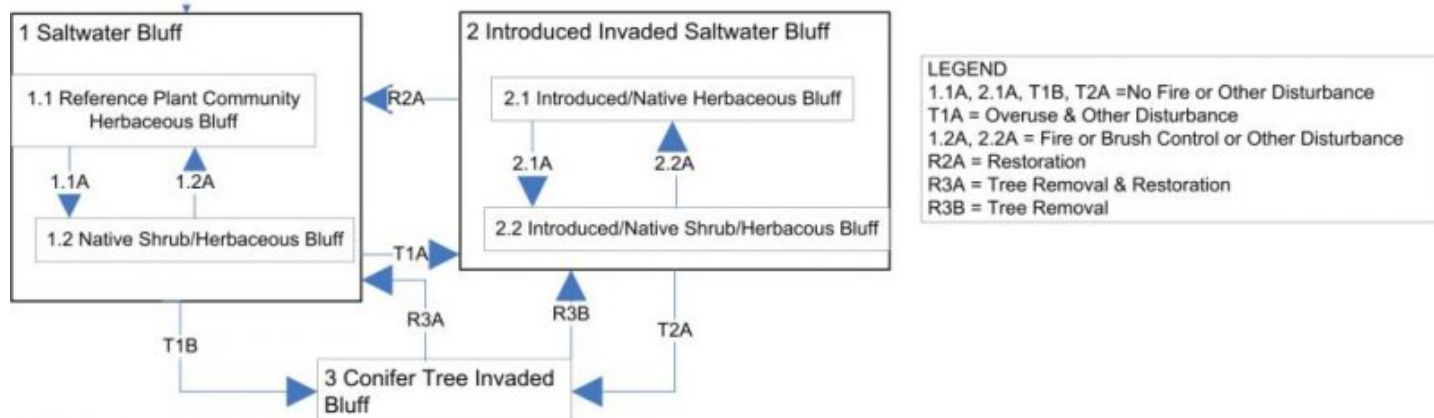 1 Saltwater Bluff
1.1 Reference Plant Community
Herbaceous Bluff
1.1A
1.2A
1.2 Native Shrub/Herbaceous Bluff
R2A
T1A
2 Introduced Invaded Saltwater Bluff
2.1 Introduced/Native Herbaceous Bluff
2.1A
2.2A
2.2 Introduced/Native Shrub/Herbacous Bluff
T1B
R3A
R3B
T2A
3 Conifer Tree Invaded
Bluff
LEGEND
1.1A, 2.1A, T1B, T2A =No Fire or Other Disturbance
T1A = Overuse & Other Disturbance
1.2A, 2.2A = Fire or Brush Control or Other Disturbance
R2A = Restoration
R3A = Tree Removal & Restoration
R3B = Tree Removal